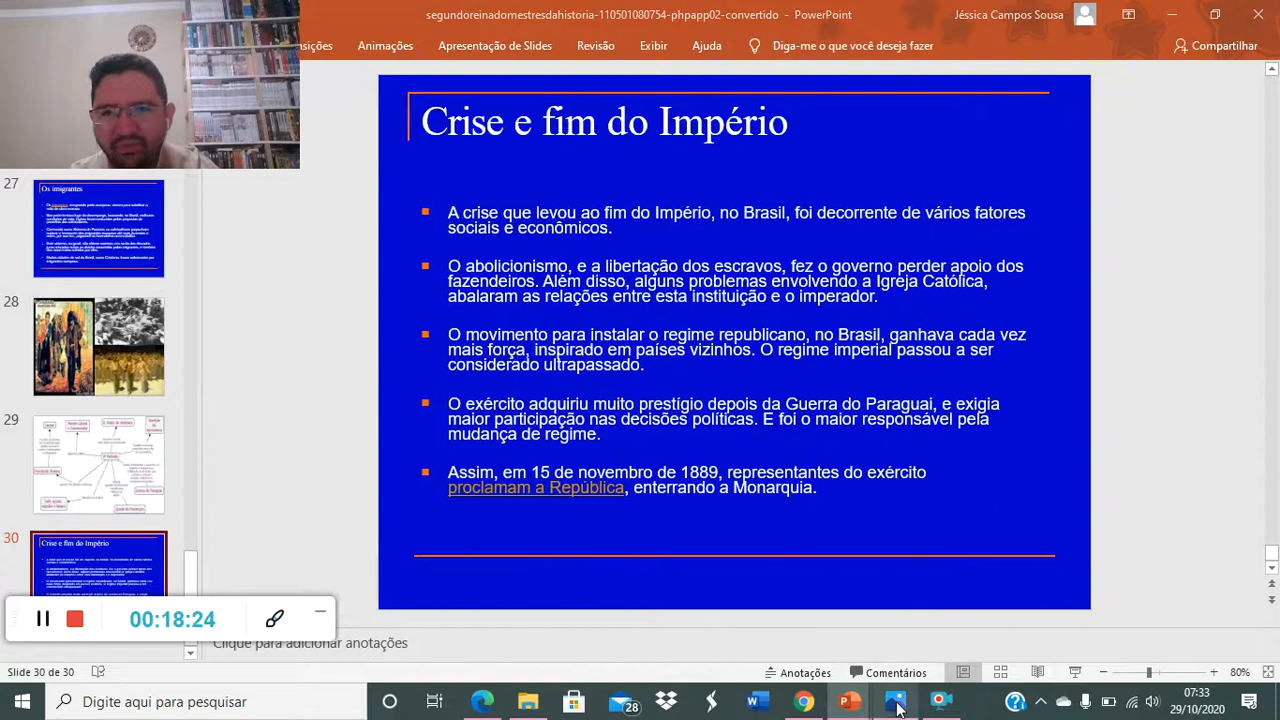 segundoreinadomestresdahistoria-110501080754-phpapp02-convertido - PowerPoint
Jéssica Campos Sousa
sições
Animações
Apresentação de Slides
Revisão
Exibir
Ajuda
Diga-me o que você deseja fazer
Compartilhar
27
Os imigrantes
28
29
30
Crise e fim do Império
Crise e fim do Império
A crise que levou ao fim do Império, no Brasil, foi decorrente de vários fatores
sociais e econômicos.
O abolicionismo, e a libertação dos escravos, fez o governo perder apoio dos
fazendeiros. Além disso, alguns problemas envolvendo a Igreja Católica,
abalaram as relações entre esta instituição e o imperador.
O movimento para instalar o regime republicano, no Brasil, ganhava cada vez
mais força, inspirado em países vizinhos. O regime imperial passou a ser
considerado ultrapassado.
O exército adquiriu muito prestígio depois da Guerra do Paraguai, e exigia
maior participação nas decisões políticas. E foi o maior responsável pela
mudança de regime.
Assim, em 15 de novembro de 1889, representantes do exército
proclamam a República, enterrando a Monarquia.
00:18:24
Clique para adicionar anotações
Slide 30 de 30
Anotações
Comentários
80%
Digite aqui para pesquisar
28
07:33
29/10/2020